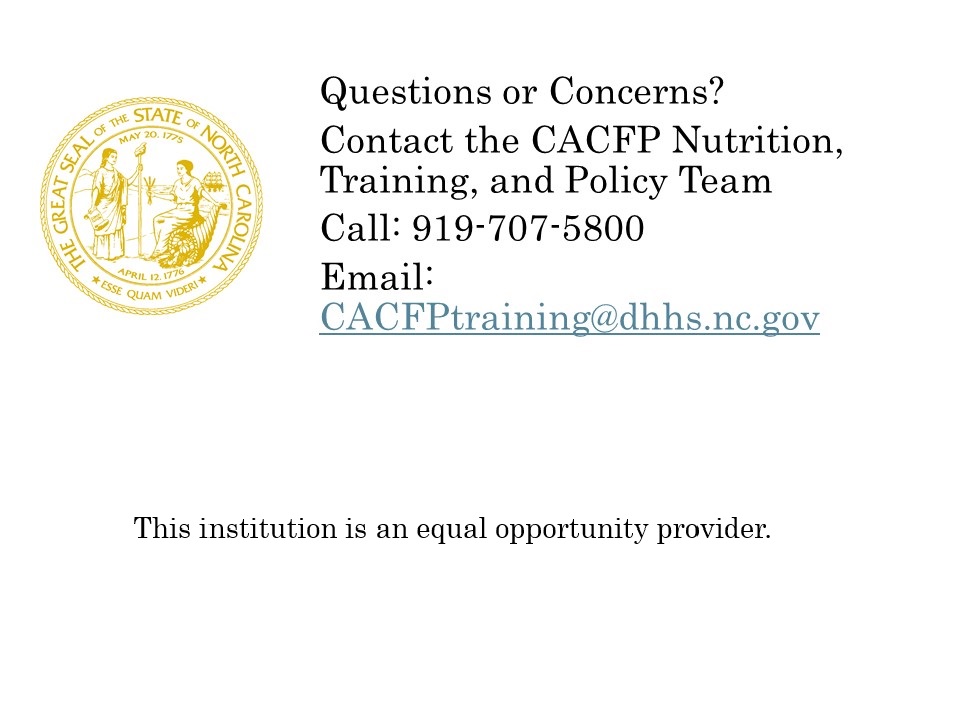 THE GREAT SEAL OF THE STATE OF NORTH CAROLINA
MAY 20, 1775
APRIL 12, 1776
★ ESSE QUAM VIDERI ★
Questions or Concerns?
Contact the CACFP Nutrition,
Training, and Policy Team
Call: 919-707-5800
Email:
CACFPtraining@dhhs.nc.gov
This institution is an equal opportunity provider.